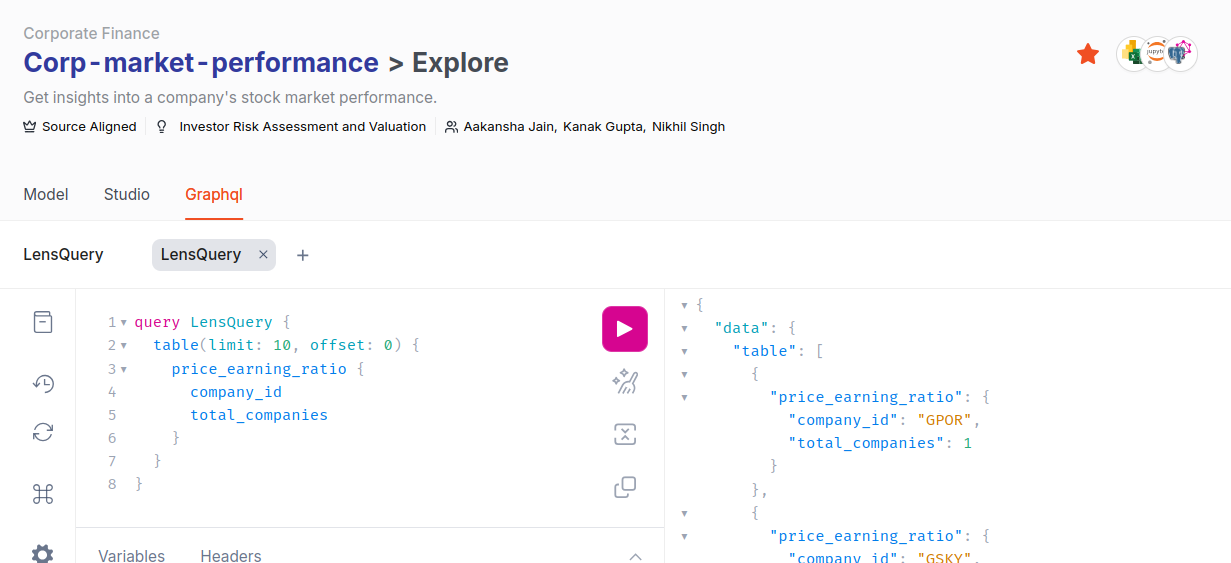 Corporate Finance
Corp-market-performance > Explore
Get insights into a company's stock market performance.
Source Aligned Investor Risk Assessment and Valuation Aakansha Jain, Kanak Gupta, Nikhil Singh
Model Studio Graphql
LensQuery LensQuery × +
1 query LensQuery {
2 table(limit: 10, offset: 0) {
3 price_earning_ratio {
4 company_id
5 total_companies
6 }
7 }
8 }
Variables Headers
{
"data": {
"table": [
{
"price_earning_ratio": {
"company_id": "GPOR",
"total_companies": 1
}
},
{
"price_earning_ratio": {
"company_id": "GSKY",